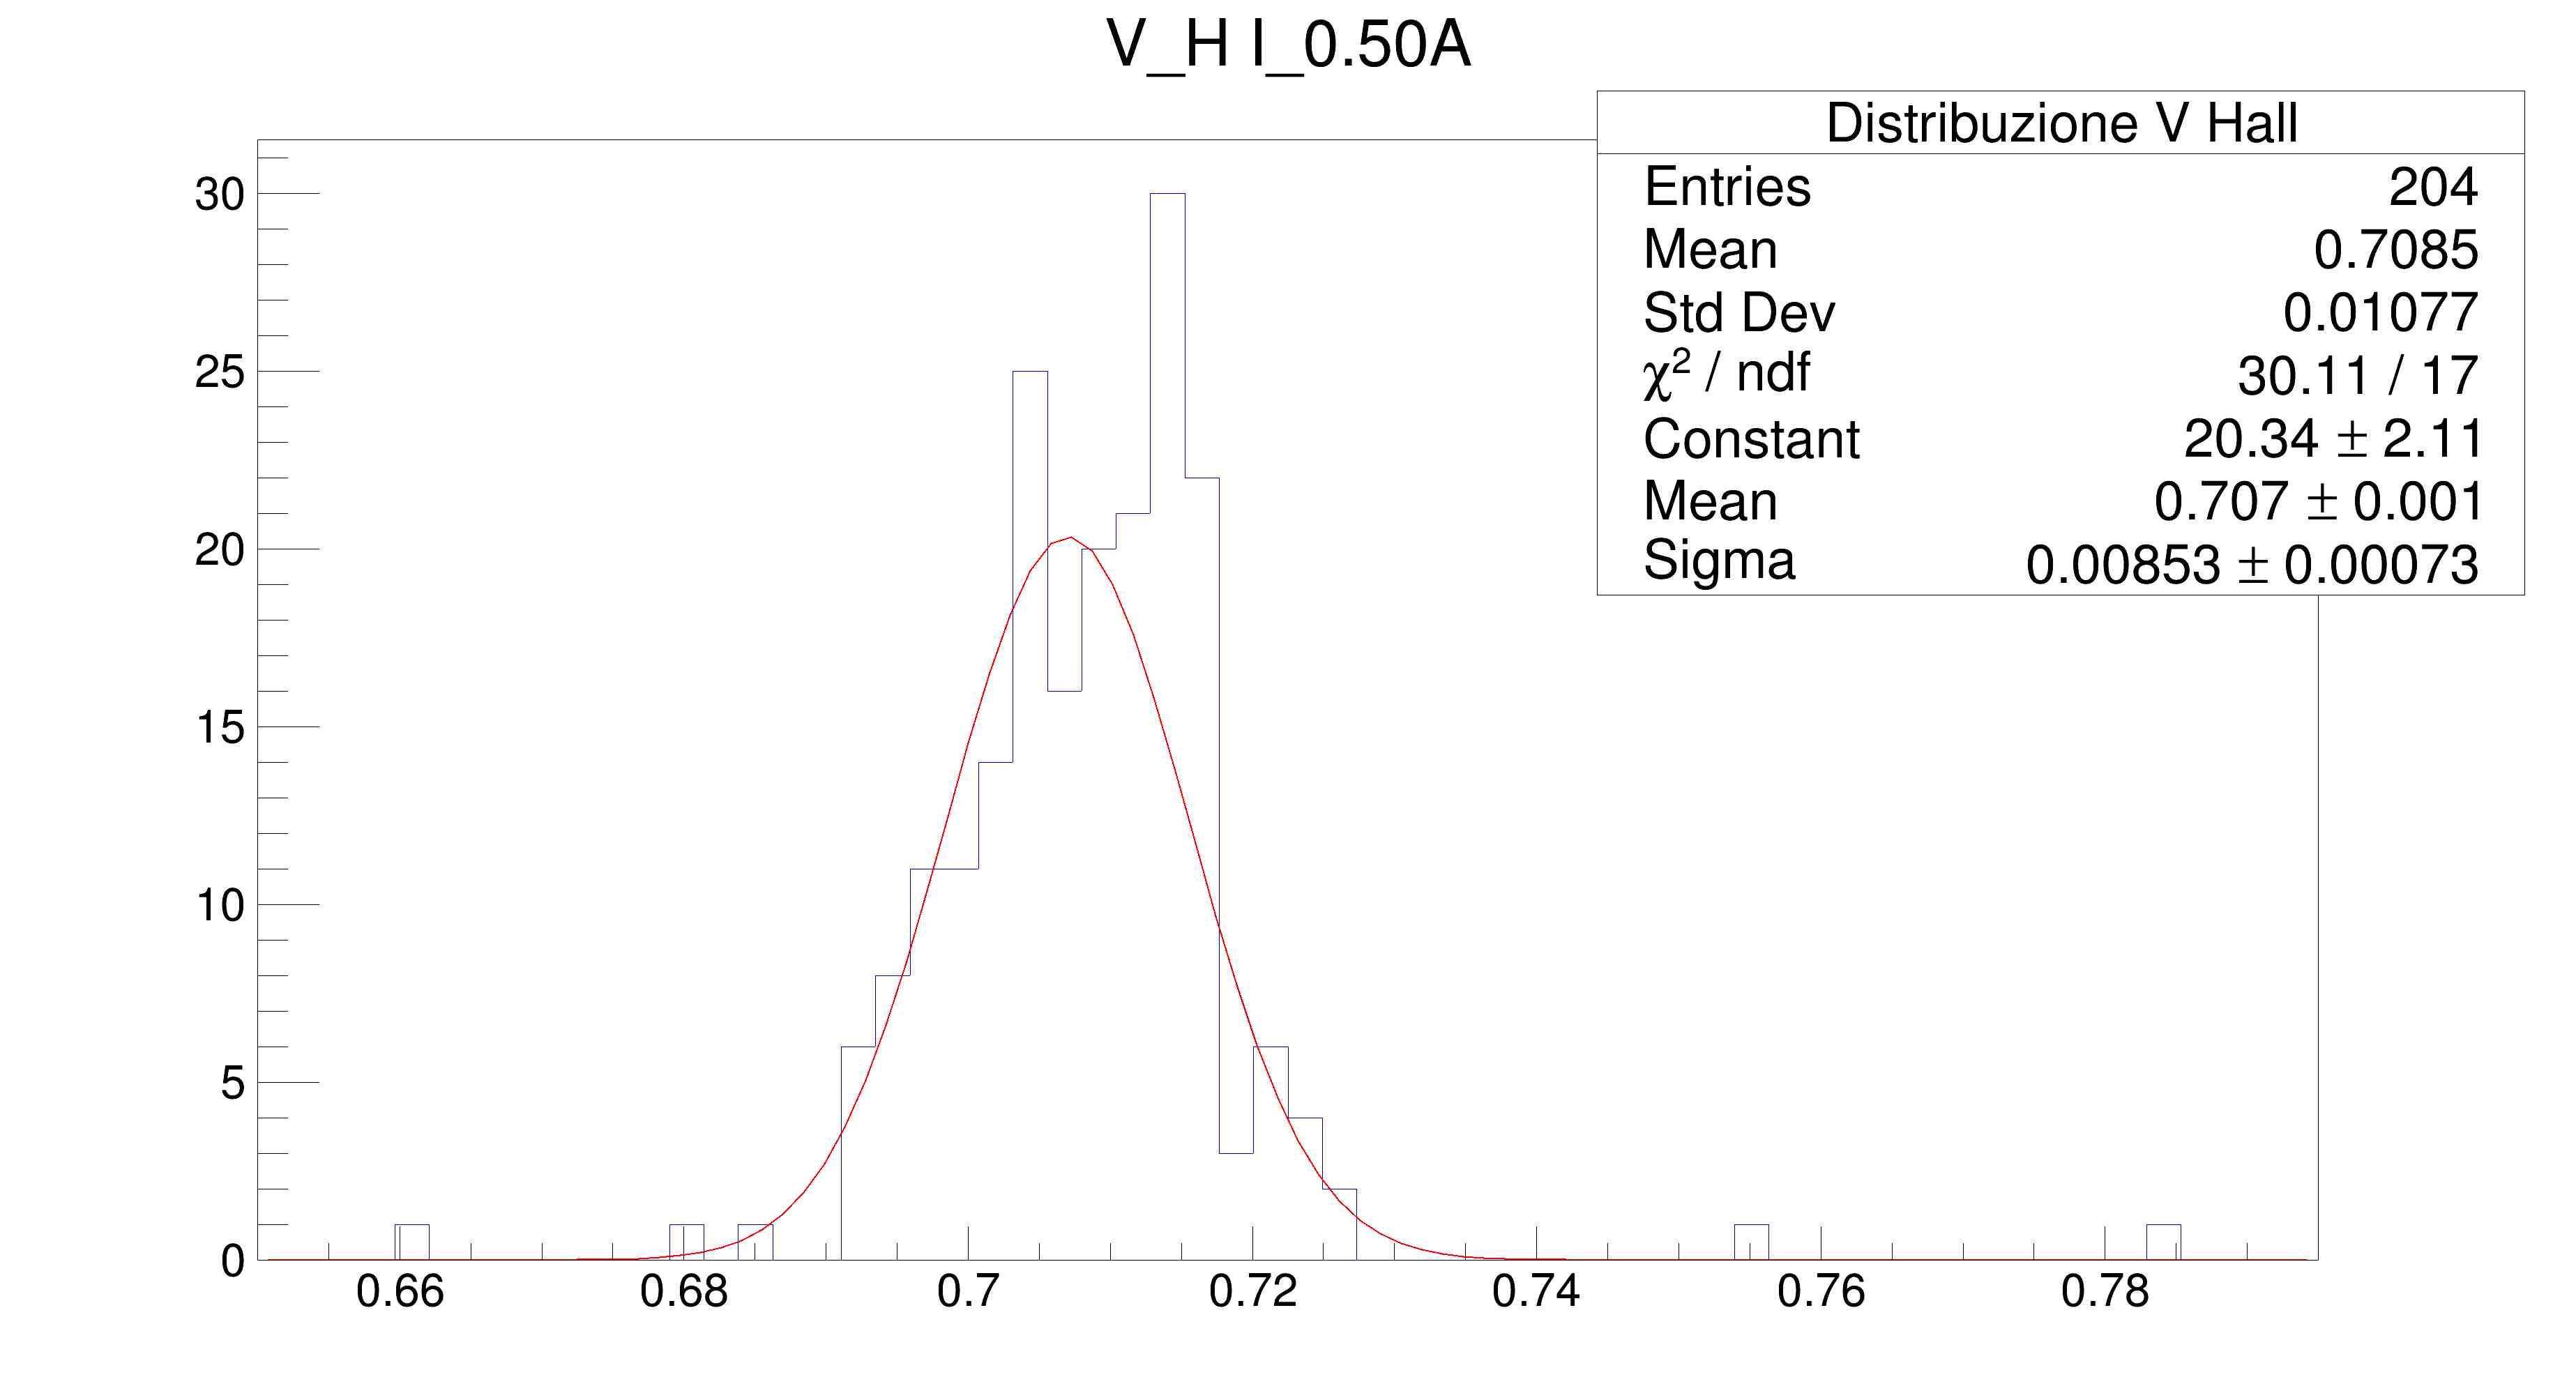 V_H I_0.50A
Distribuzione V Hall
Entries 204
Mean 0.7085
Std Dev 0.01077
χ² / ndf 30.11 / 17
Constant 20.34 ± 2.11
Mean 0.707 ± 0.001
Sigma 0.00853 ± 0.00073
30
25
20
15
10
5
0
0.66 0.68 0.7 0.72 0.74 0.76 0.78